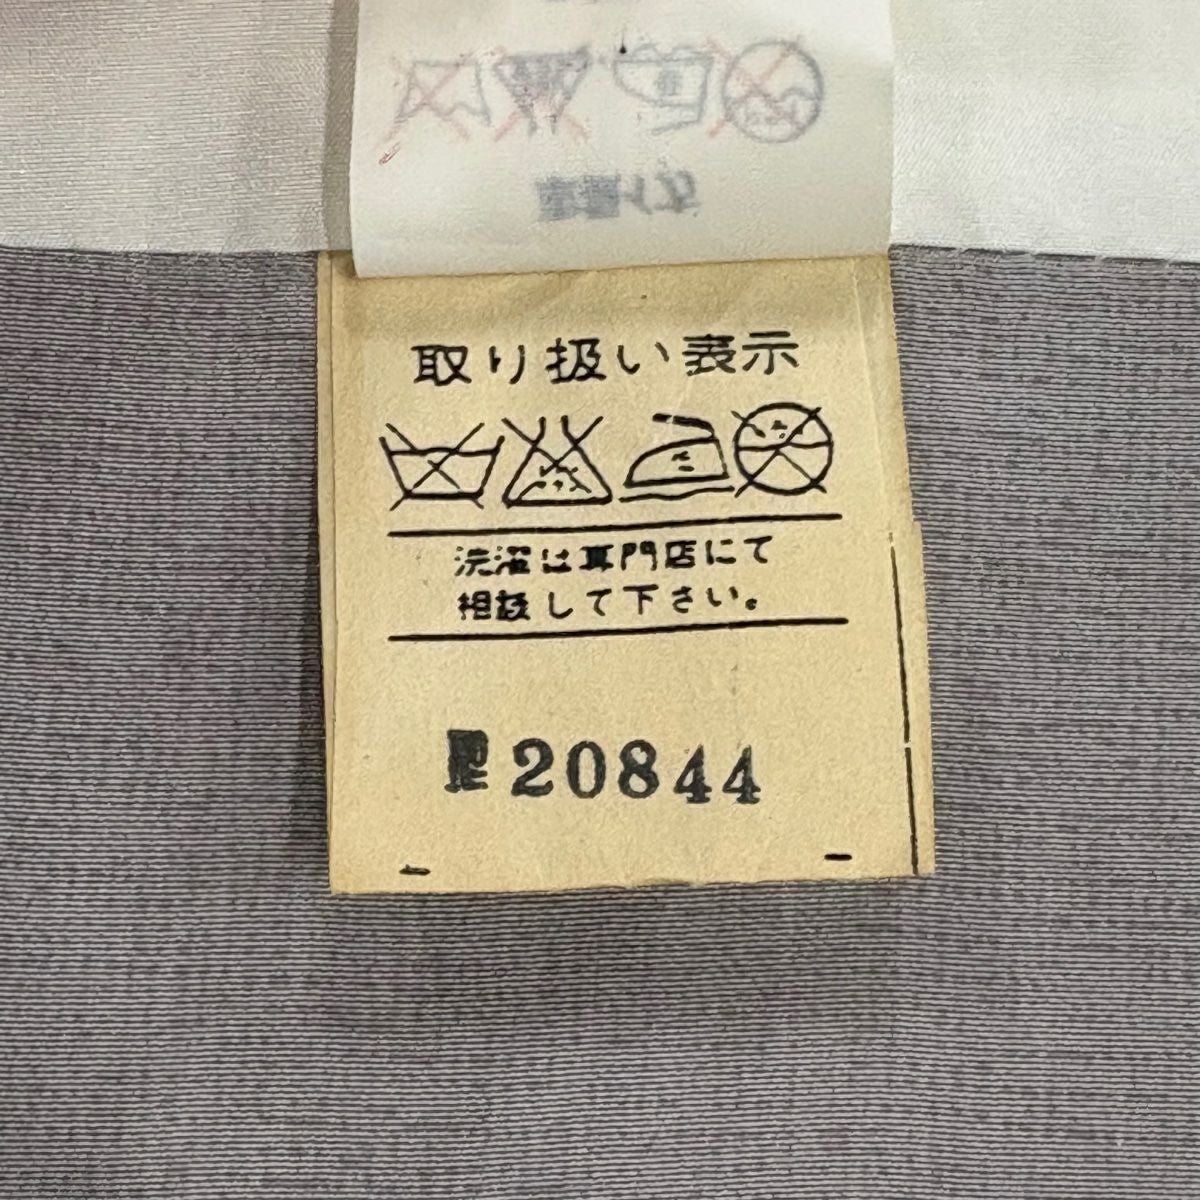 取り扱い表示
洗濯は専門店にて
相談して下さい。
20844